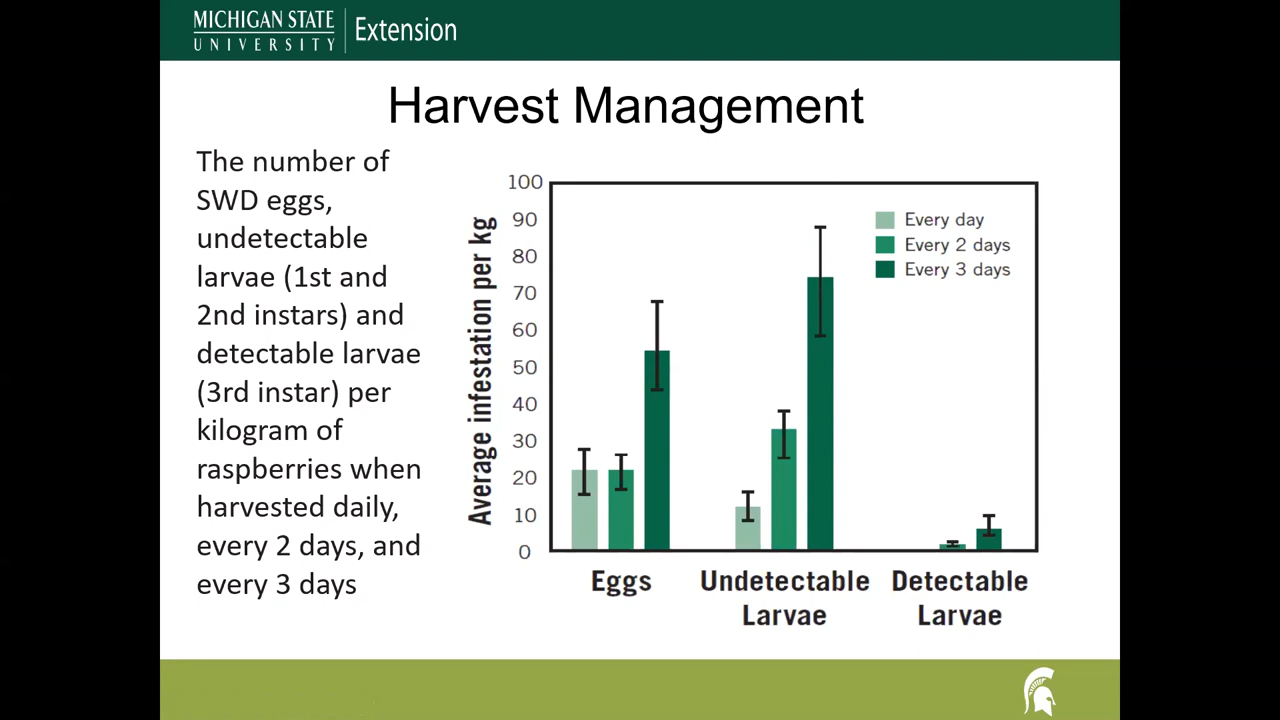 MICHIGAN STATE
UNIVERSITY
Extension
Harvest Management
The number of
SWD eggs,
undetectable
larvae (1st and
2nd instars) and
detectable larvae
(3rd instar) per
kilogram of
raspberries when
harvested daily,
every 2 days, and
every 3 days
Average infestation per kg
100
90
80
70
60
50
40
30
20
10
0
Every day
Every 2 days
Every 3 days
Eggs
Undetectable
Larvae
Detectable
Larvae